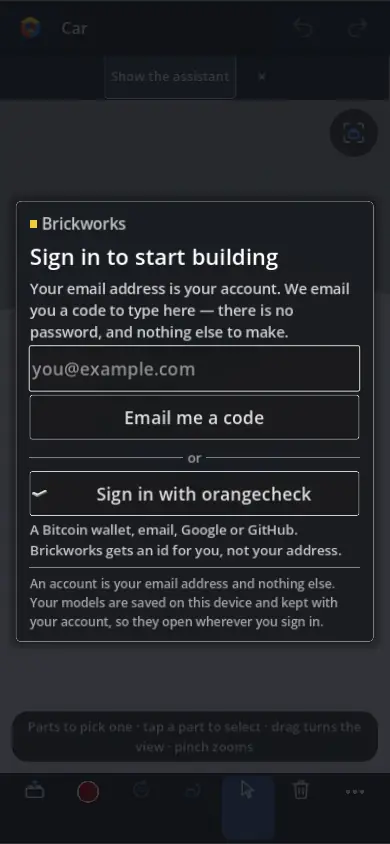 Car
Show the assistant ×
Brickworks
Sign in to start building
Your email address is your account. We email
you a code to type here — there is no
password, and nothing else to make.
you@example.com
Email me a code
or
Sign in with orangecheck
A Bitcoin wallet, email, Google or GitHub.
Brickworks gets an id for you, not your address.
An account is your email address and nothing else.
Your models are saved on this device and kept with
your account, so they open wherever you sign in.
Parts to pick one · tap a part to select · drag turns the
view · pinch zooms